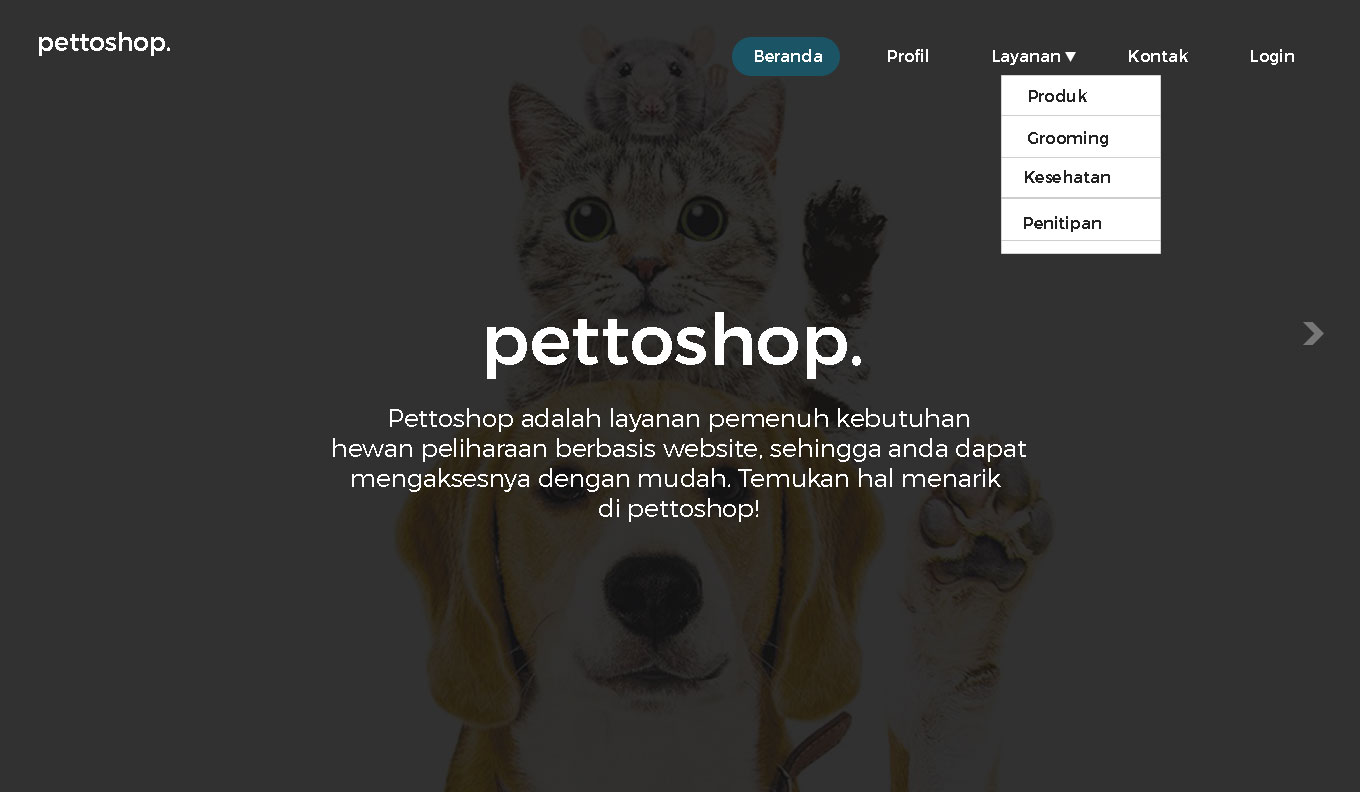 pettoshop.
Beranda
Profil
Layanan ▼
Kontak
Login
Produk
Grooming
Kesehatan
Penitipan
pettoshop.
Pettoshop adalah layanan pemenuh kebutuhan
hewan peliharaan berbasis website, sehingga anda dapat
mengaksesnya dengan mudah. Temukan hal menarik
di pettoshop!